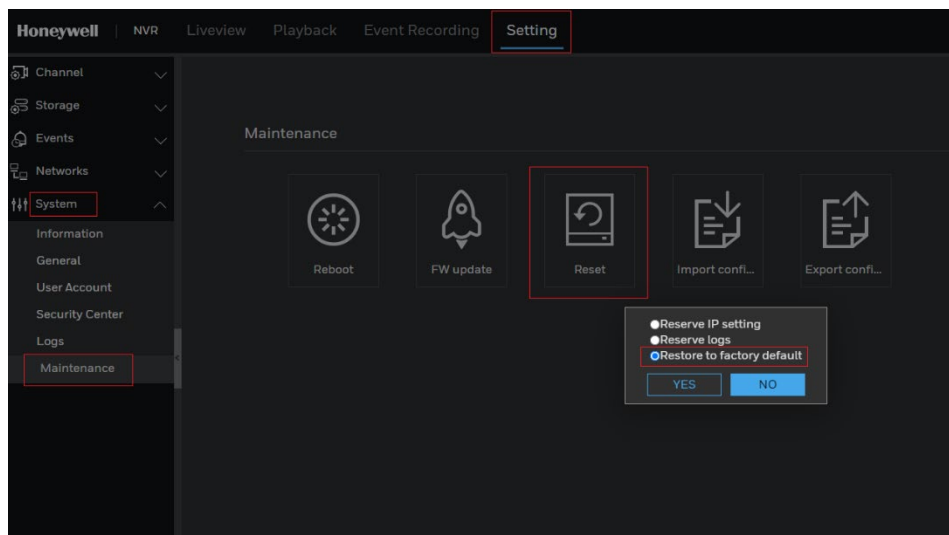 Honeywell | NVR Liveview Playback Event Recording Setting
Channel
Storage
Events
Networks
System
Information
General
User Account
Security Center
Logs
Maintenance
Maintenance
Reboot FW update Reset Import confi... Export confi...
Reserve IP setting
Reserve logs
Restore to factory default
YES NO